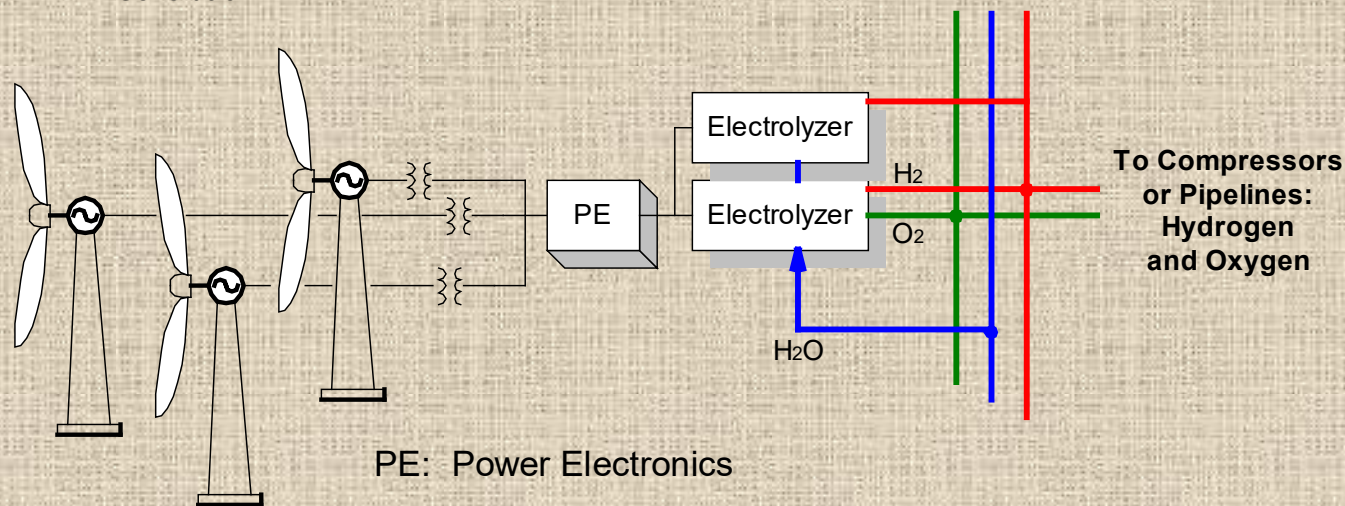 Electrolyzer
H2
PE
Electrolyzer
O2
H2O
To Compressors
or Pipelines:
Hydrogen
and Oxygen
PE: Power Electronics